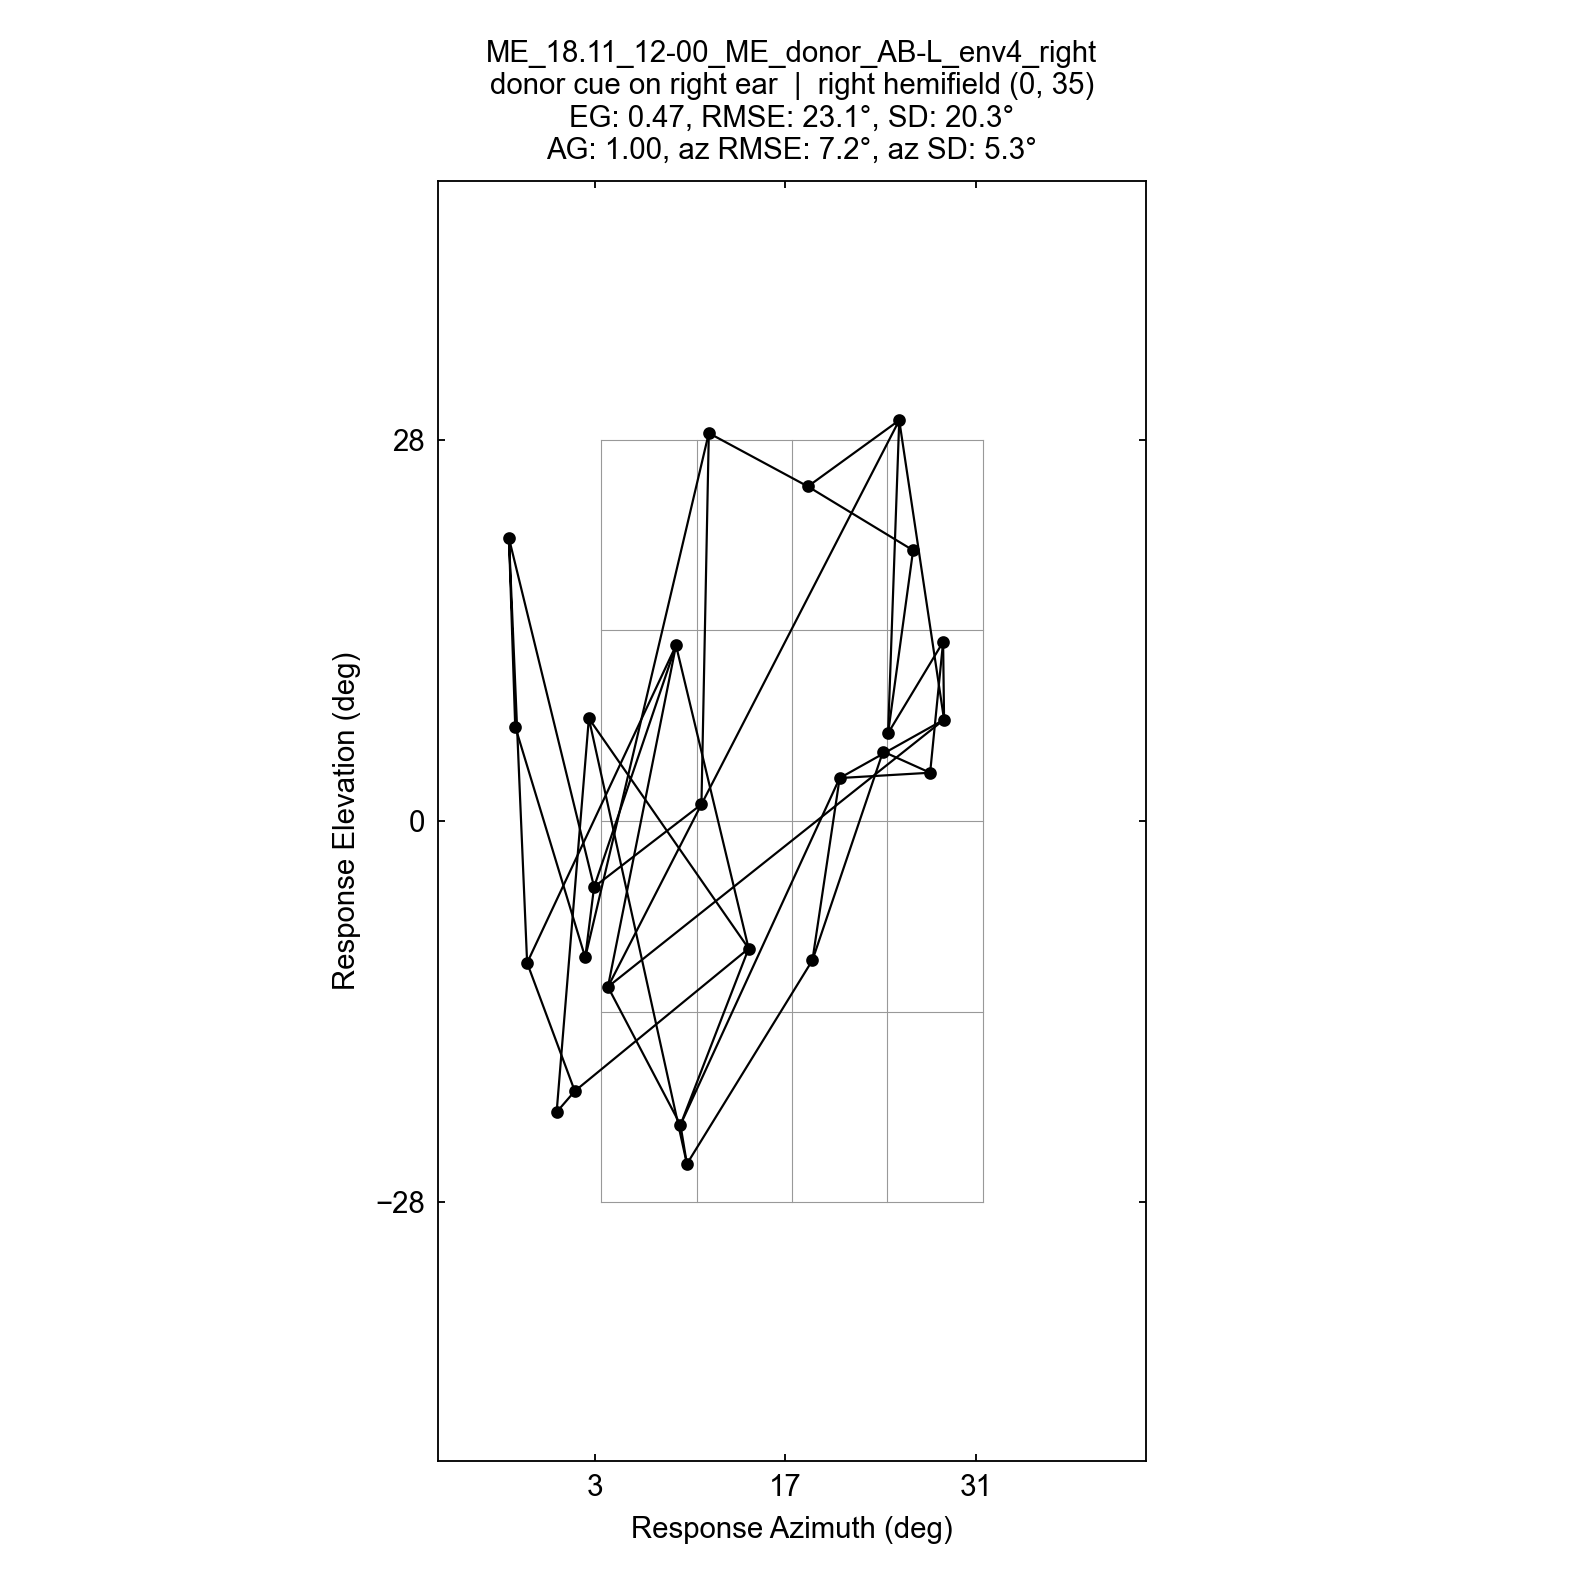 ME_18.11_12-00_ME_donor_AB-L_env4_right
donor cue on right ear | right hemifield (0, 35)
EG: 0.47, RMSE: 23.1°, SD: 20.3°
AG: 1.00, az RMSE: 7.2°, az SD: 5.3°
28
0
−28
Response Elevation (deg)
3 17 31
Response Azimuth (deg)